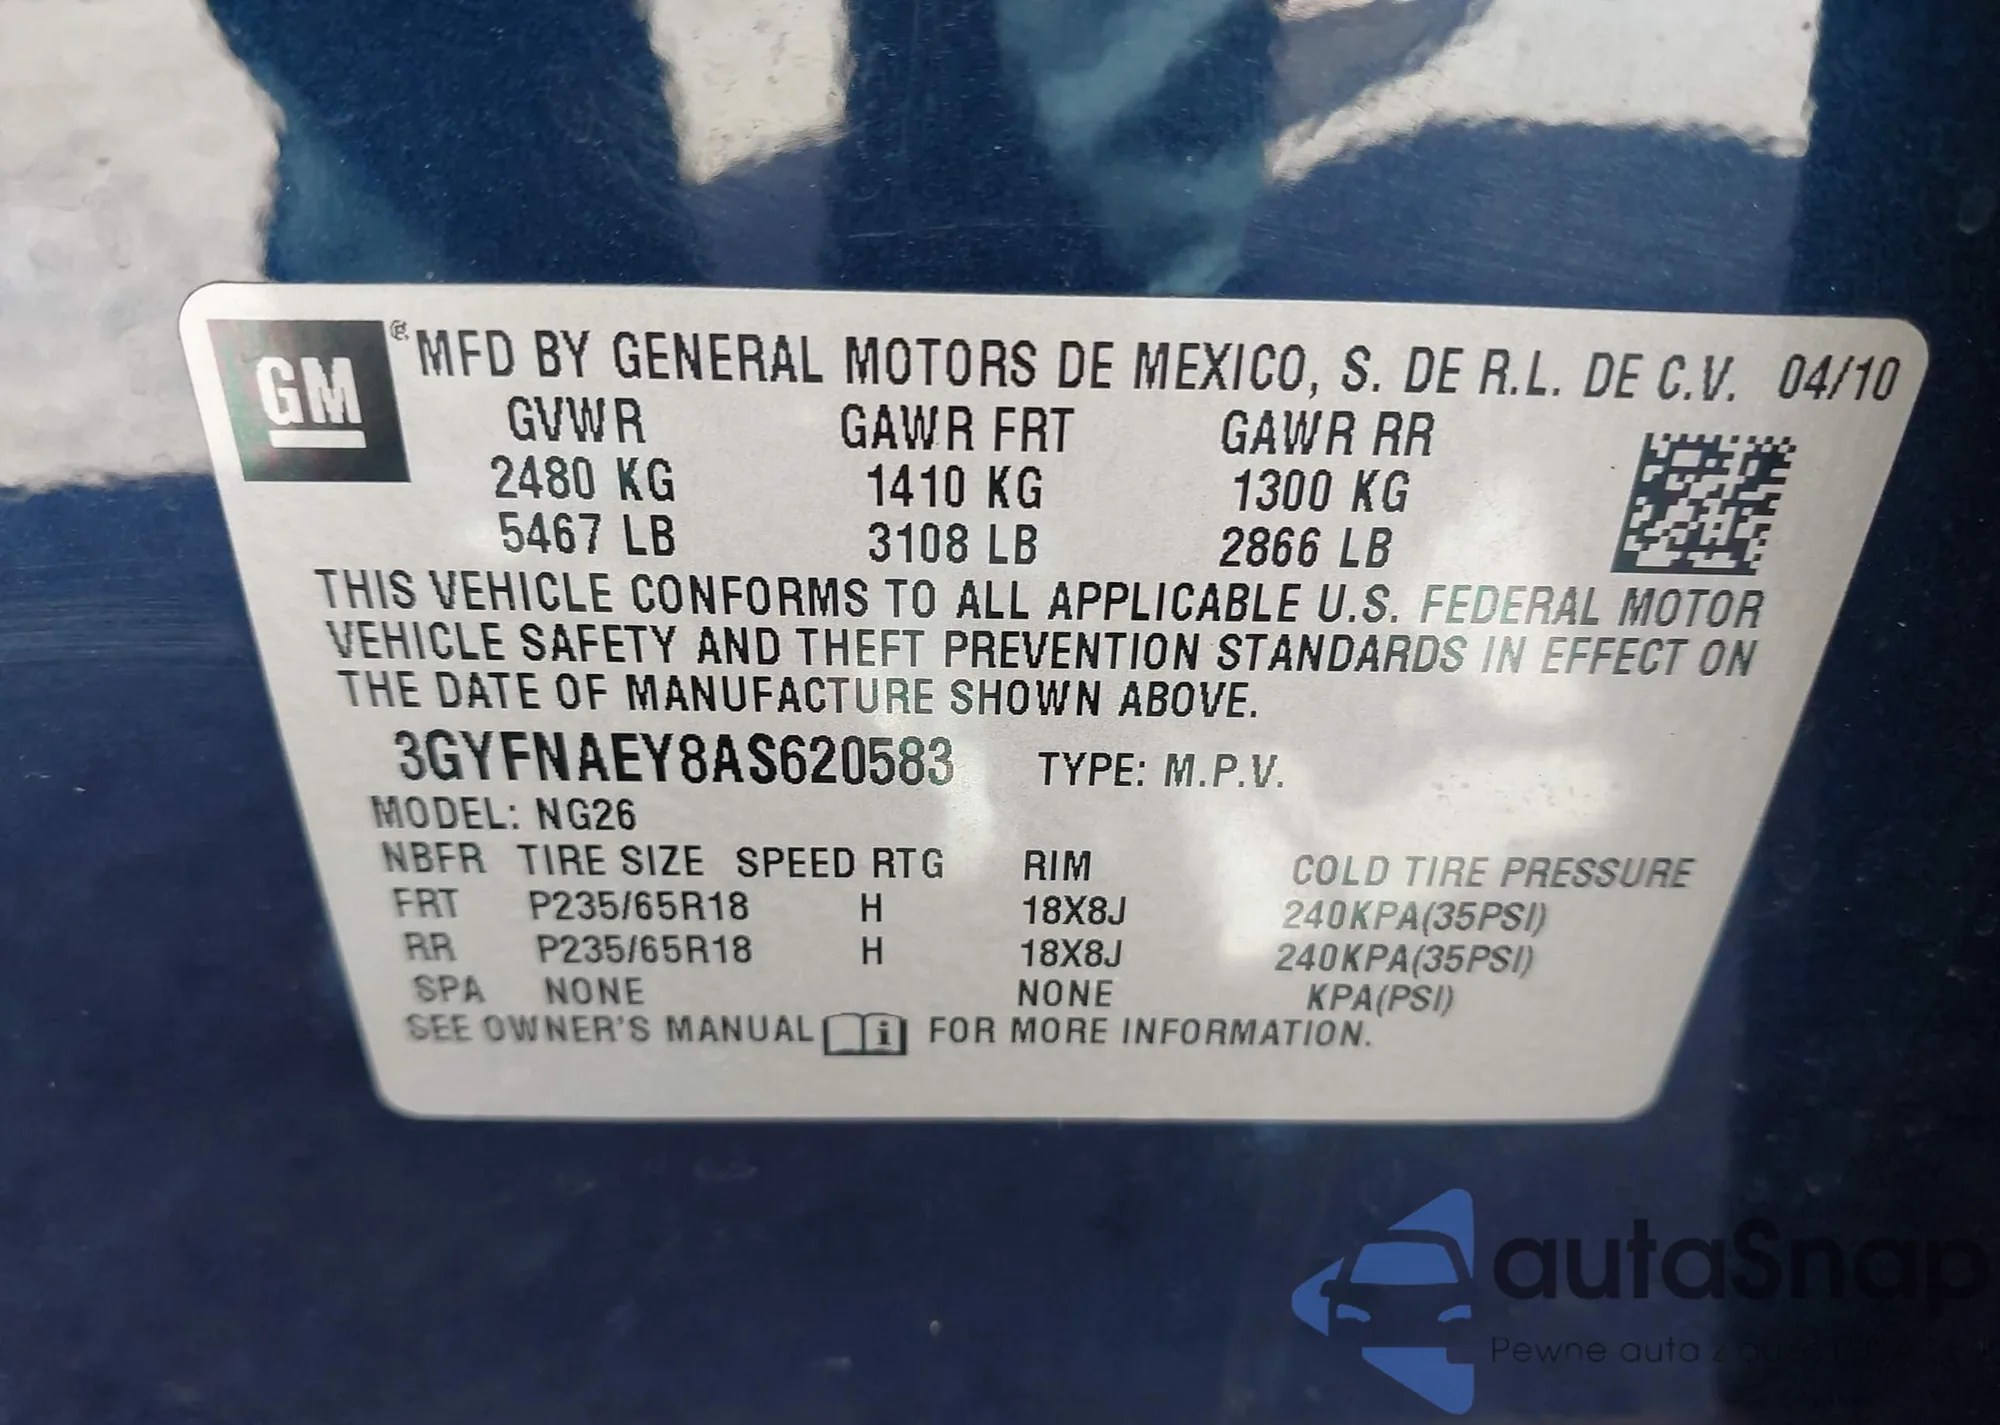 GM ® MFD BY GENERAL MOTORS DE MEXICO, S. DE R.L. DE C.V. 04/10
GVWR GAWR FRT GAWR RR
2480 KG 1410 KG 1300 KG
5467 LB 3108 LB 2866 LB
THIS VEHICLE CONFORMS TO ALL APPLICABLE U.S. FEDERAL MOTOR
VEHICLE SAFETY AND THEFT PREVENTION STANDARDS IN EFFECT ON
THE DATE OF MANUFACTURE SHOWN ABOVE.
3GYFNAEY8AS620583 TYPE: M.P.V.
MODEL: NG26
NBFR TIRE SIZE SPEED RTG RIM COLD TIRE PRESSURE
FRT P235/65R18 H 18X8J 240KPA(35PSI)
RR P235/65R18 H 18X8J 240KPA(35PSI)
SPA NONE NONE KPA(PSI)
SEE OWNER'S MANUAL i FOR MORE INFORMATION.
autaSnap
Pewne auto z